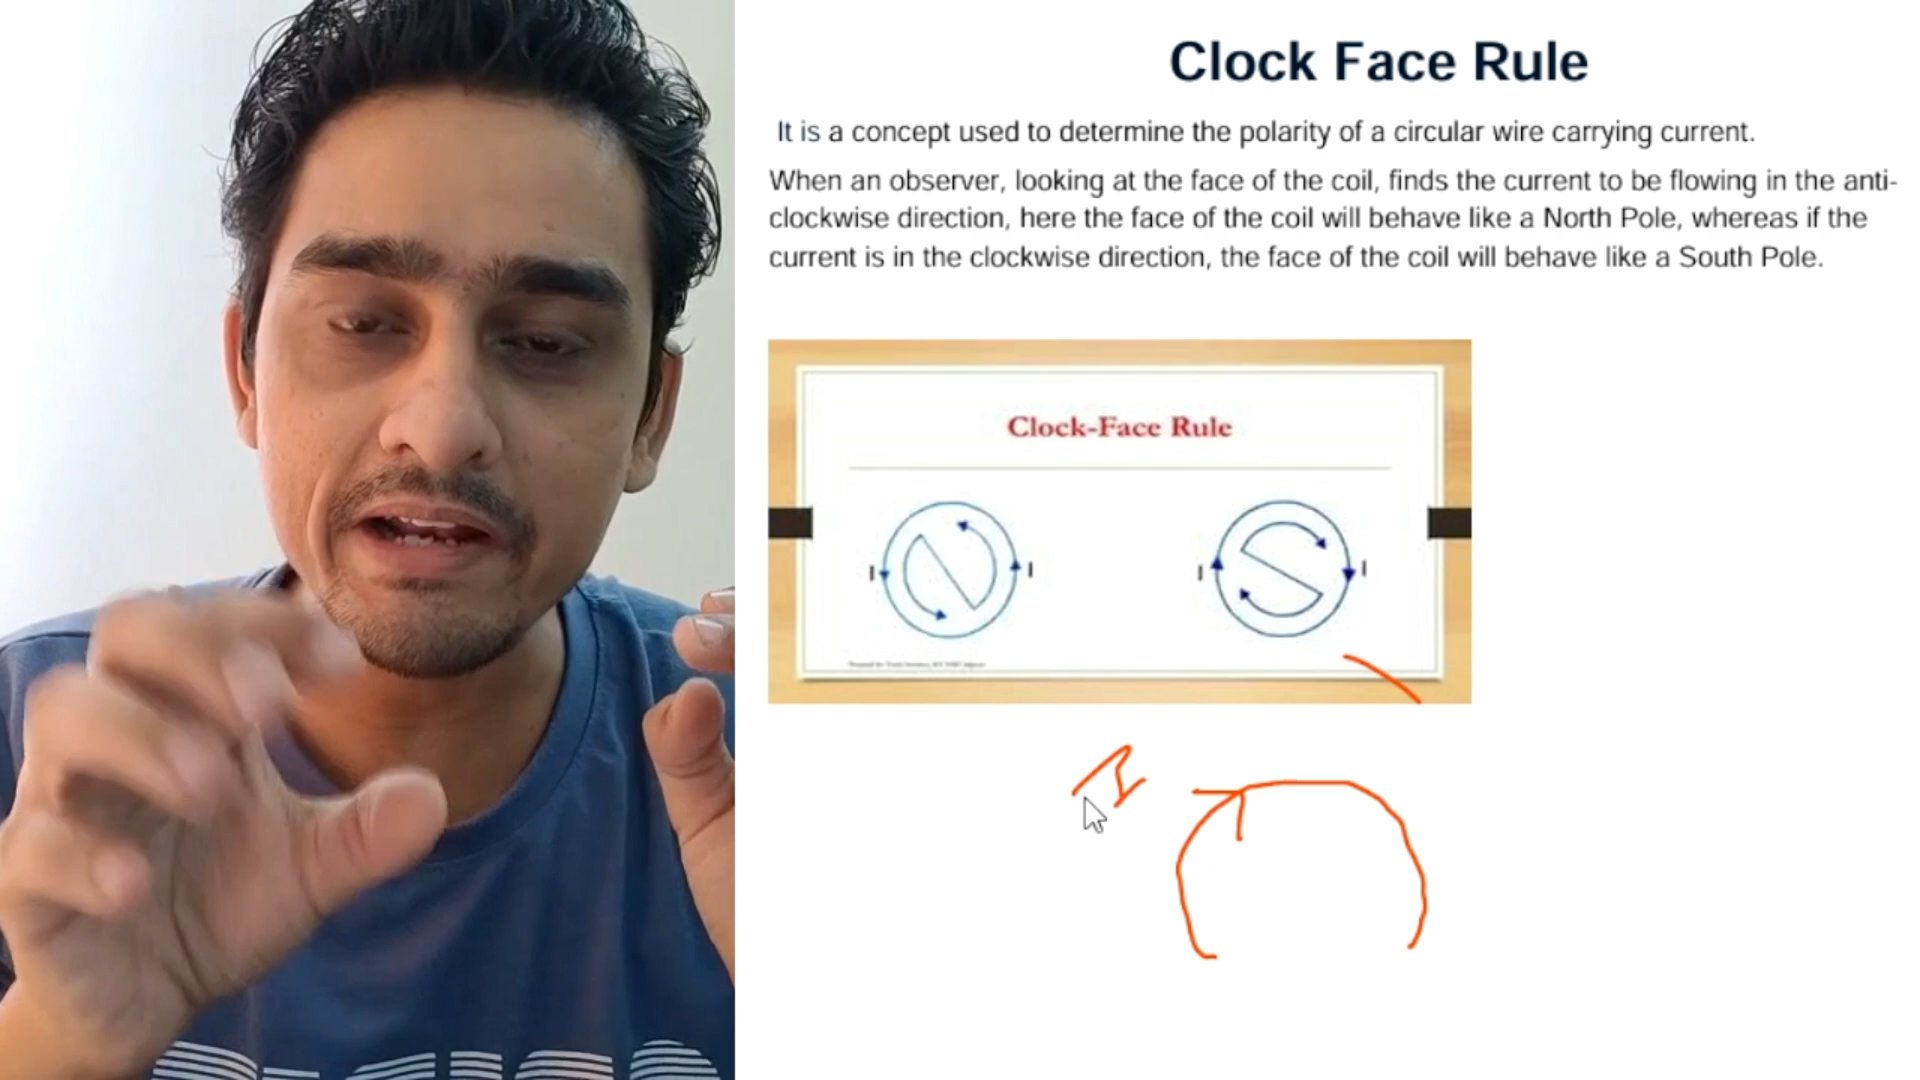 Clock Face Rule
It is a concept used to determine the polarity of a circular wire carrying current.
When an observer, looking at the face of the coil, finds the current to be flowing in the anti-
clockwise direction, here the face of the coil will behave like a North Pole, whereas if the
current is in the clockwise direction, the face of the coil will behave like a South Pole.
Clock-Face Rule
I I
I I